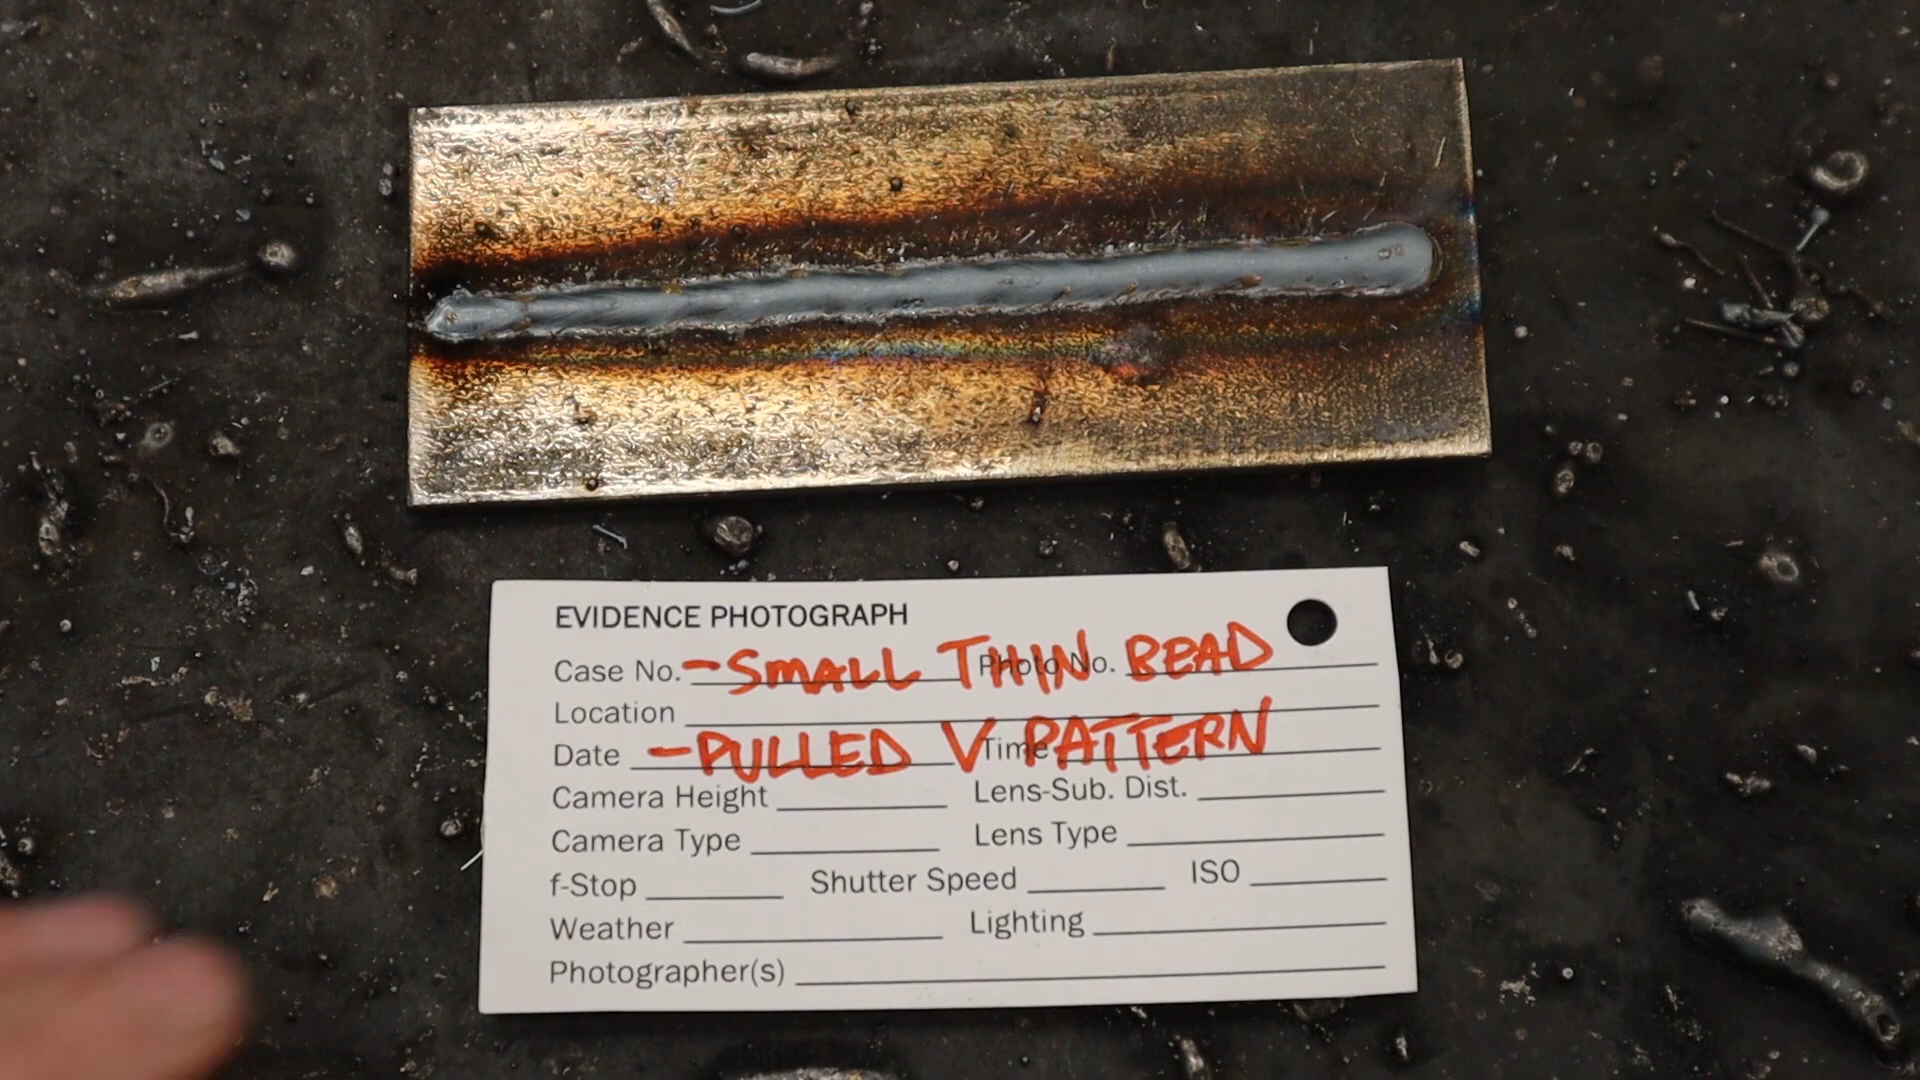 EVIDENCE PHOTOGRAPH
Case No. -SMALL THIN BEAD Photo No.
Location
Date -PULLED V PATTERN Time
Camera Height Lens-Sub. Dist.
Camera Type Lens Type
f-Stop Shutter Speed ISO
Weather Lighting
Photographer(s)